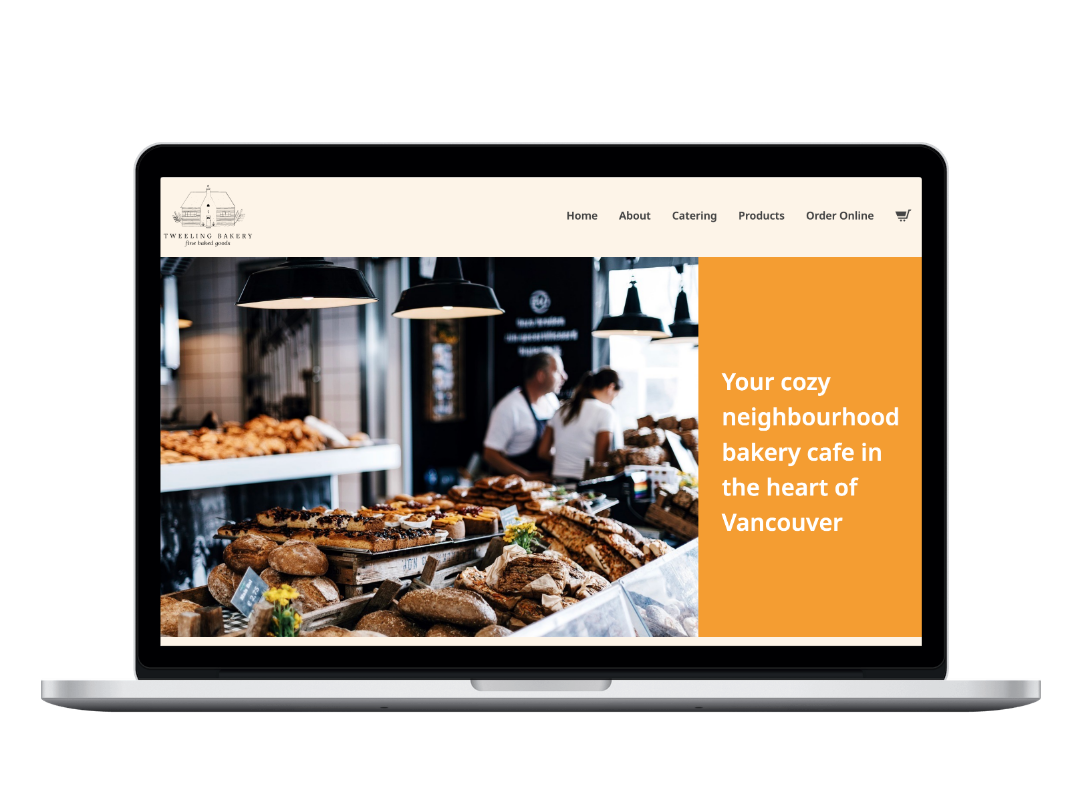 TWEELING BAKERY
fine baked goods
Home About Catering Products Order Online
Your cozy
neighbourhood
bakery cafe in
the heart of
Vancouver